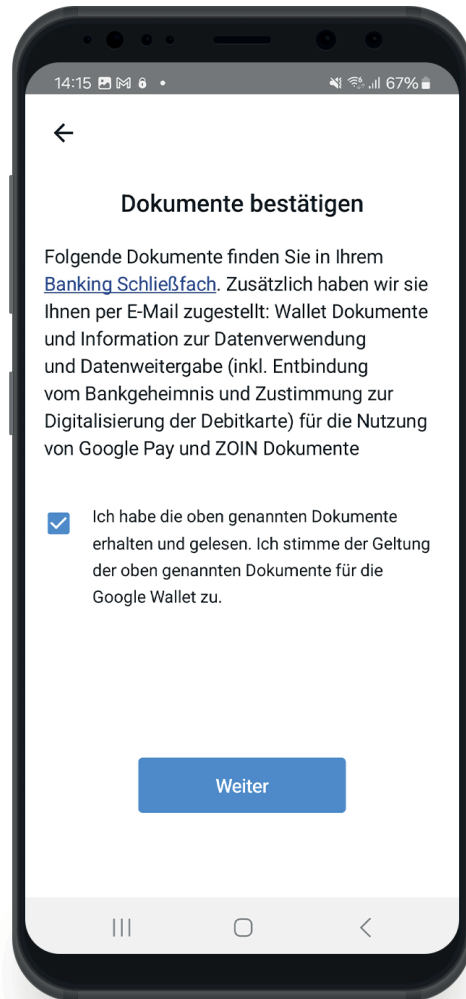 14:15
67%
Dokumente bestätigen
Folgende Dokumente finden Sie in Ihrem
Banking Schließfach. Zusätzlich haben wir sie
Ihnen per E-Mail zugestellt: Wallet Dokumente
und Information zur Datenverwendung
und Datenweitergabe (inkl. Entbindung
vom Bankgeheimnis und Zustimmung zur
Digitalisierung der Debitkarte) für die Nutzung
von Google Pay und ZOIN Dokumente
Ich habe die oben genannten Dokumente
erhalten und gelesen. Ich stimme der Geltung
der oben genannten Dokumente für die
Google Wallet zu.
Weiter